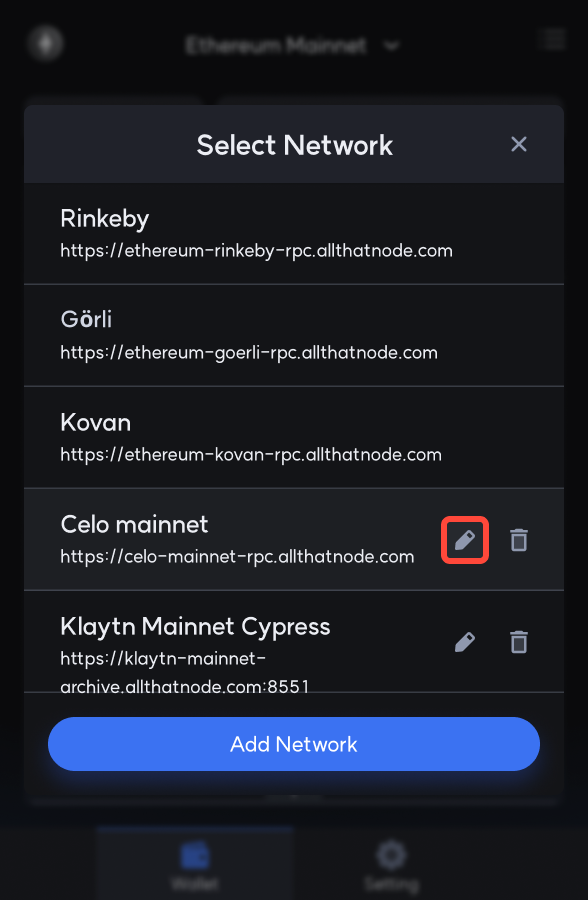 Ethereum Mainnet
Select Network
Rinkeby
https://ethereum-rinkeby-rpc.allthatnode.com
Görli
https://ethereum-goerli-rpc.allthatnode.com
Kovan
https://ethereum-kovan-rpc.allthatnode.com
Celo mainnet
https://celo-mainnet-rpc.allthatnode.com
Klaytn Mainnet Cypress
https://klaytn-mainnet-
archive.allthatnode.com:8551
Add Network
Wallet
Setting